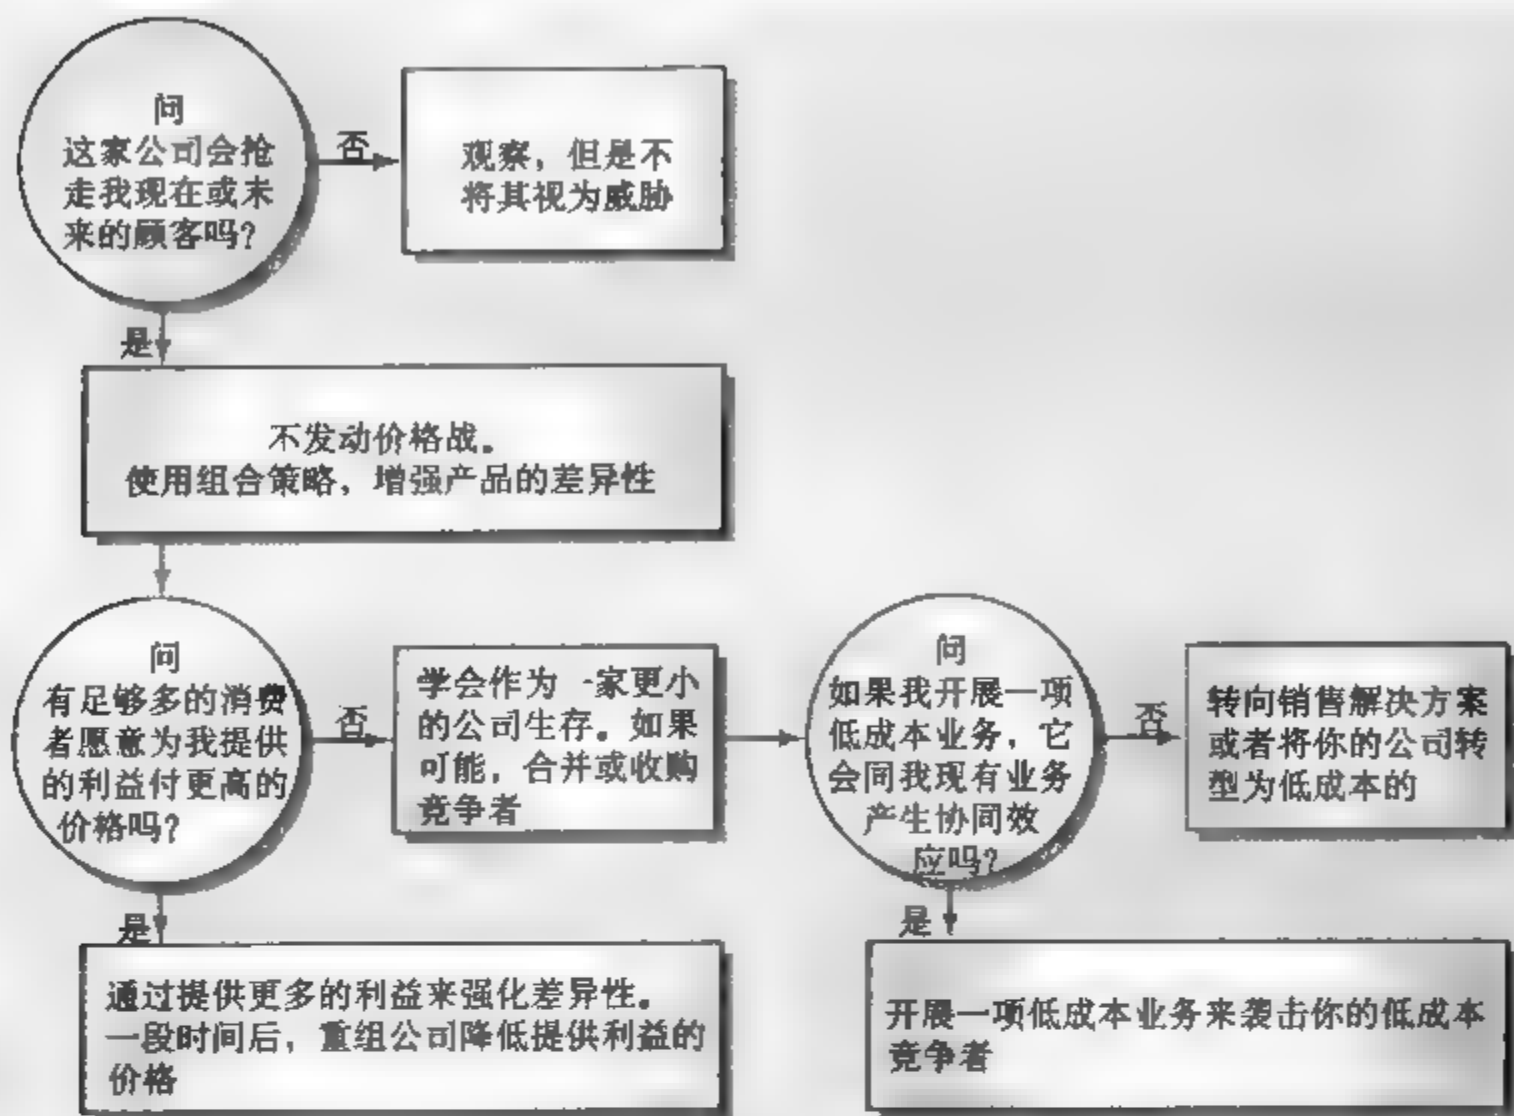 问
这家公司会抢
走我现在或未
来的顾客吗？
否
观察，但是不
将其视为威胁
是
不发动价格战。
使用组合策略，增强产品的差异性
问
有足够多的消费
者愿意为我提供
的利益付更高的
价格吗？
否
学会作为一家更小
的公司生存。如果
可能，合并或收购
竞争者
问
如果我开展一项
低成本业务，它
会同我现有业务
产生协同效
应吗？
否
转向销售解决方案
或者将你的公司转
型为低成本的
是
通过提供更多的利益来强化差异性。
一段时间后，重组公司降低提供利益的
价格
是
开展一项低成本业务来袭击你的低成本
竞争者